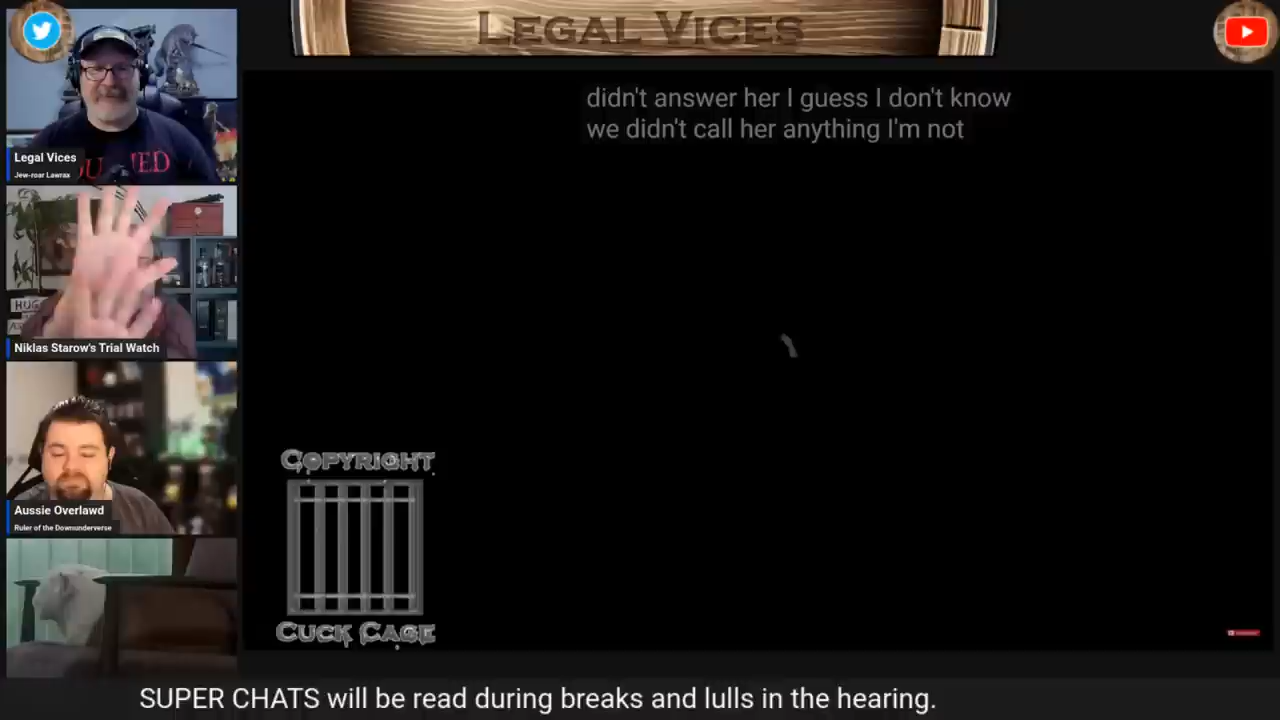 LEGAL VICES
didn't answer her I guess I don't know
we didn't call her anything I'm not
Legal Vices
Jew-roar Lawrax
HUG
Niklas Starow's Trial Watch
Aussie Overlawd
Ruler of the Downunderverse
COPYRIGHT
CUCK CAGE
SUPER CHATS will be read during breaks and lulls in the hearing.